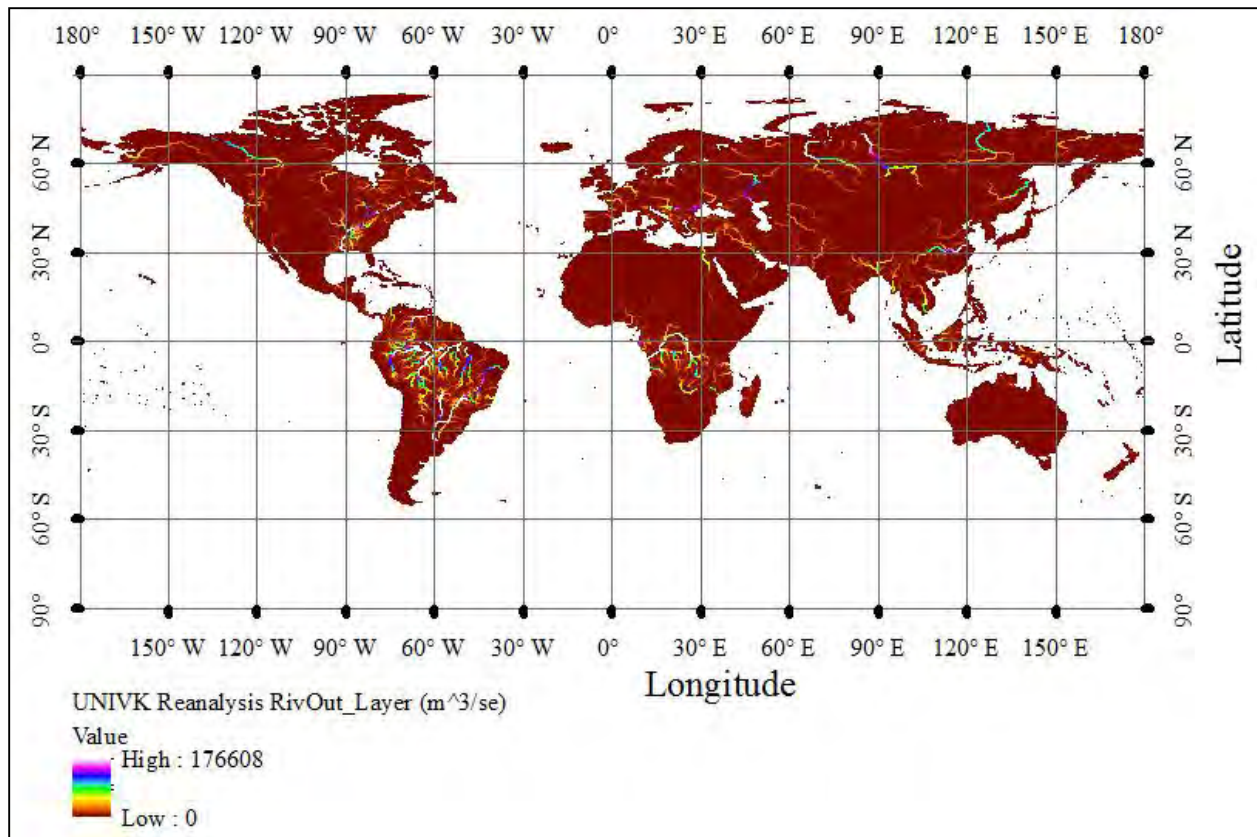 180° 150° W 120° W 90° W 60° W 30° W 0° 30° E 60° E 90° E 120° E 150° E 180°
60° N
30° N
0°
30° S
60° S
90°
60° N
30° N
0°
30° S
60° S
90°
Latitude
150° W 120° W 90° W 60° W 30° W 0° 30° E 60° E 90° E 120° E 150° E
Longitude
UNIVK Reanalysis RivOut_Layer (m^3/se)
Value
High : 176608
Low : 0